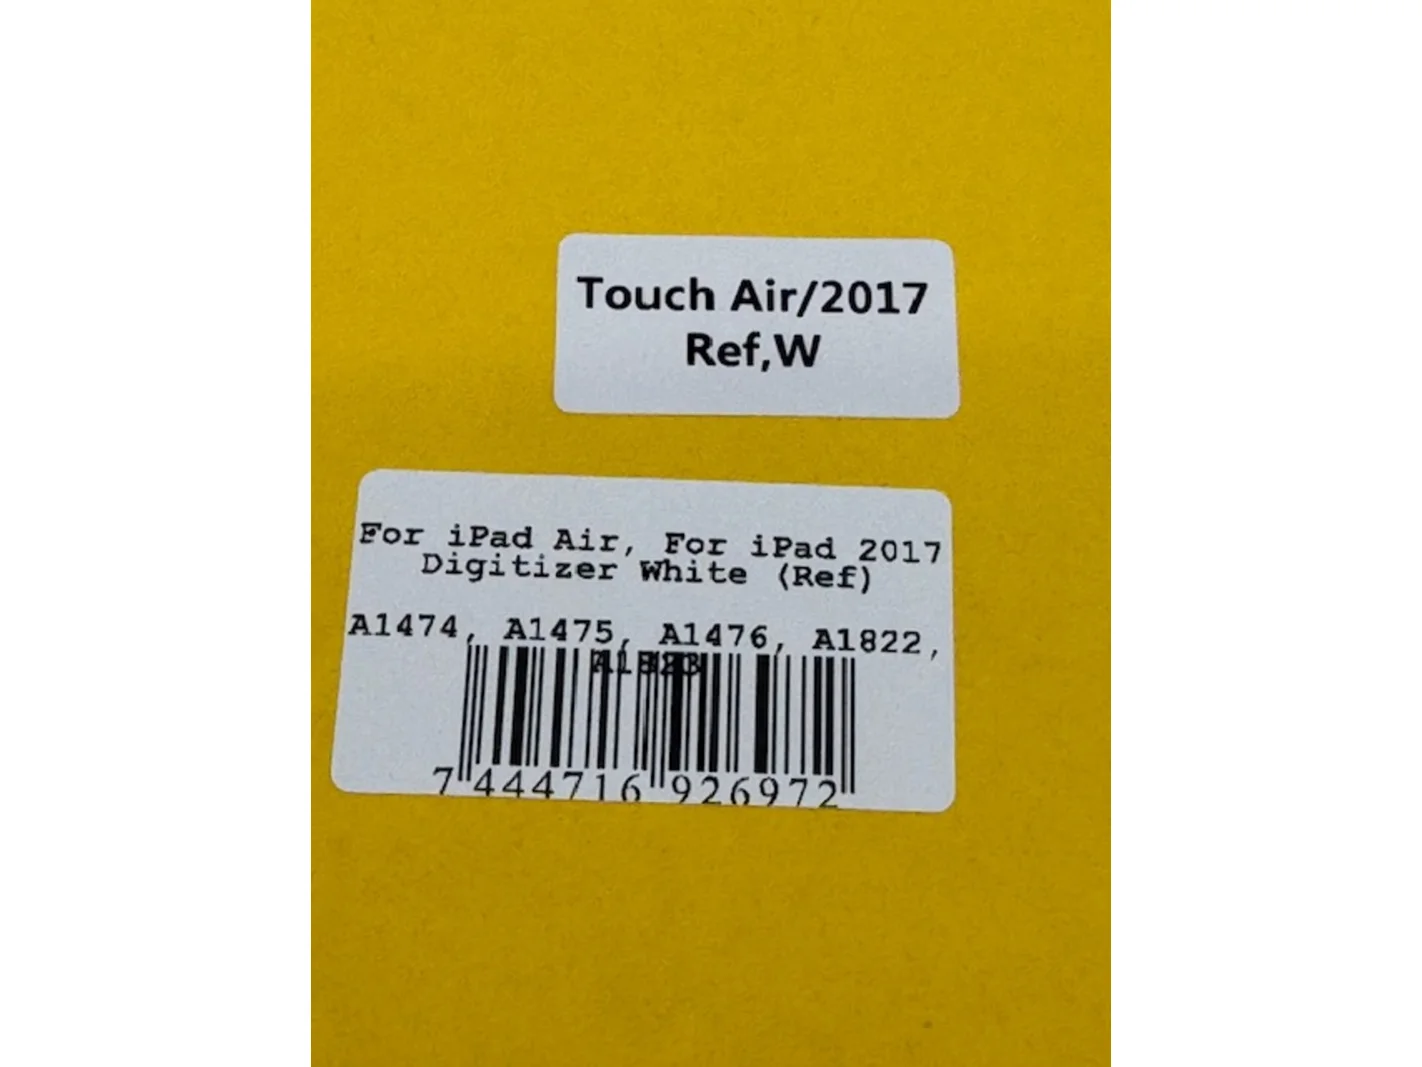 Touch Air/2017
Ref,W
For iPad Air, For iPad 2017
Digitizer White (Ref)
A1474, A1475, A1476, A1822,
A1823
7 444716 926972